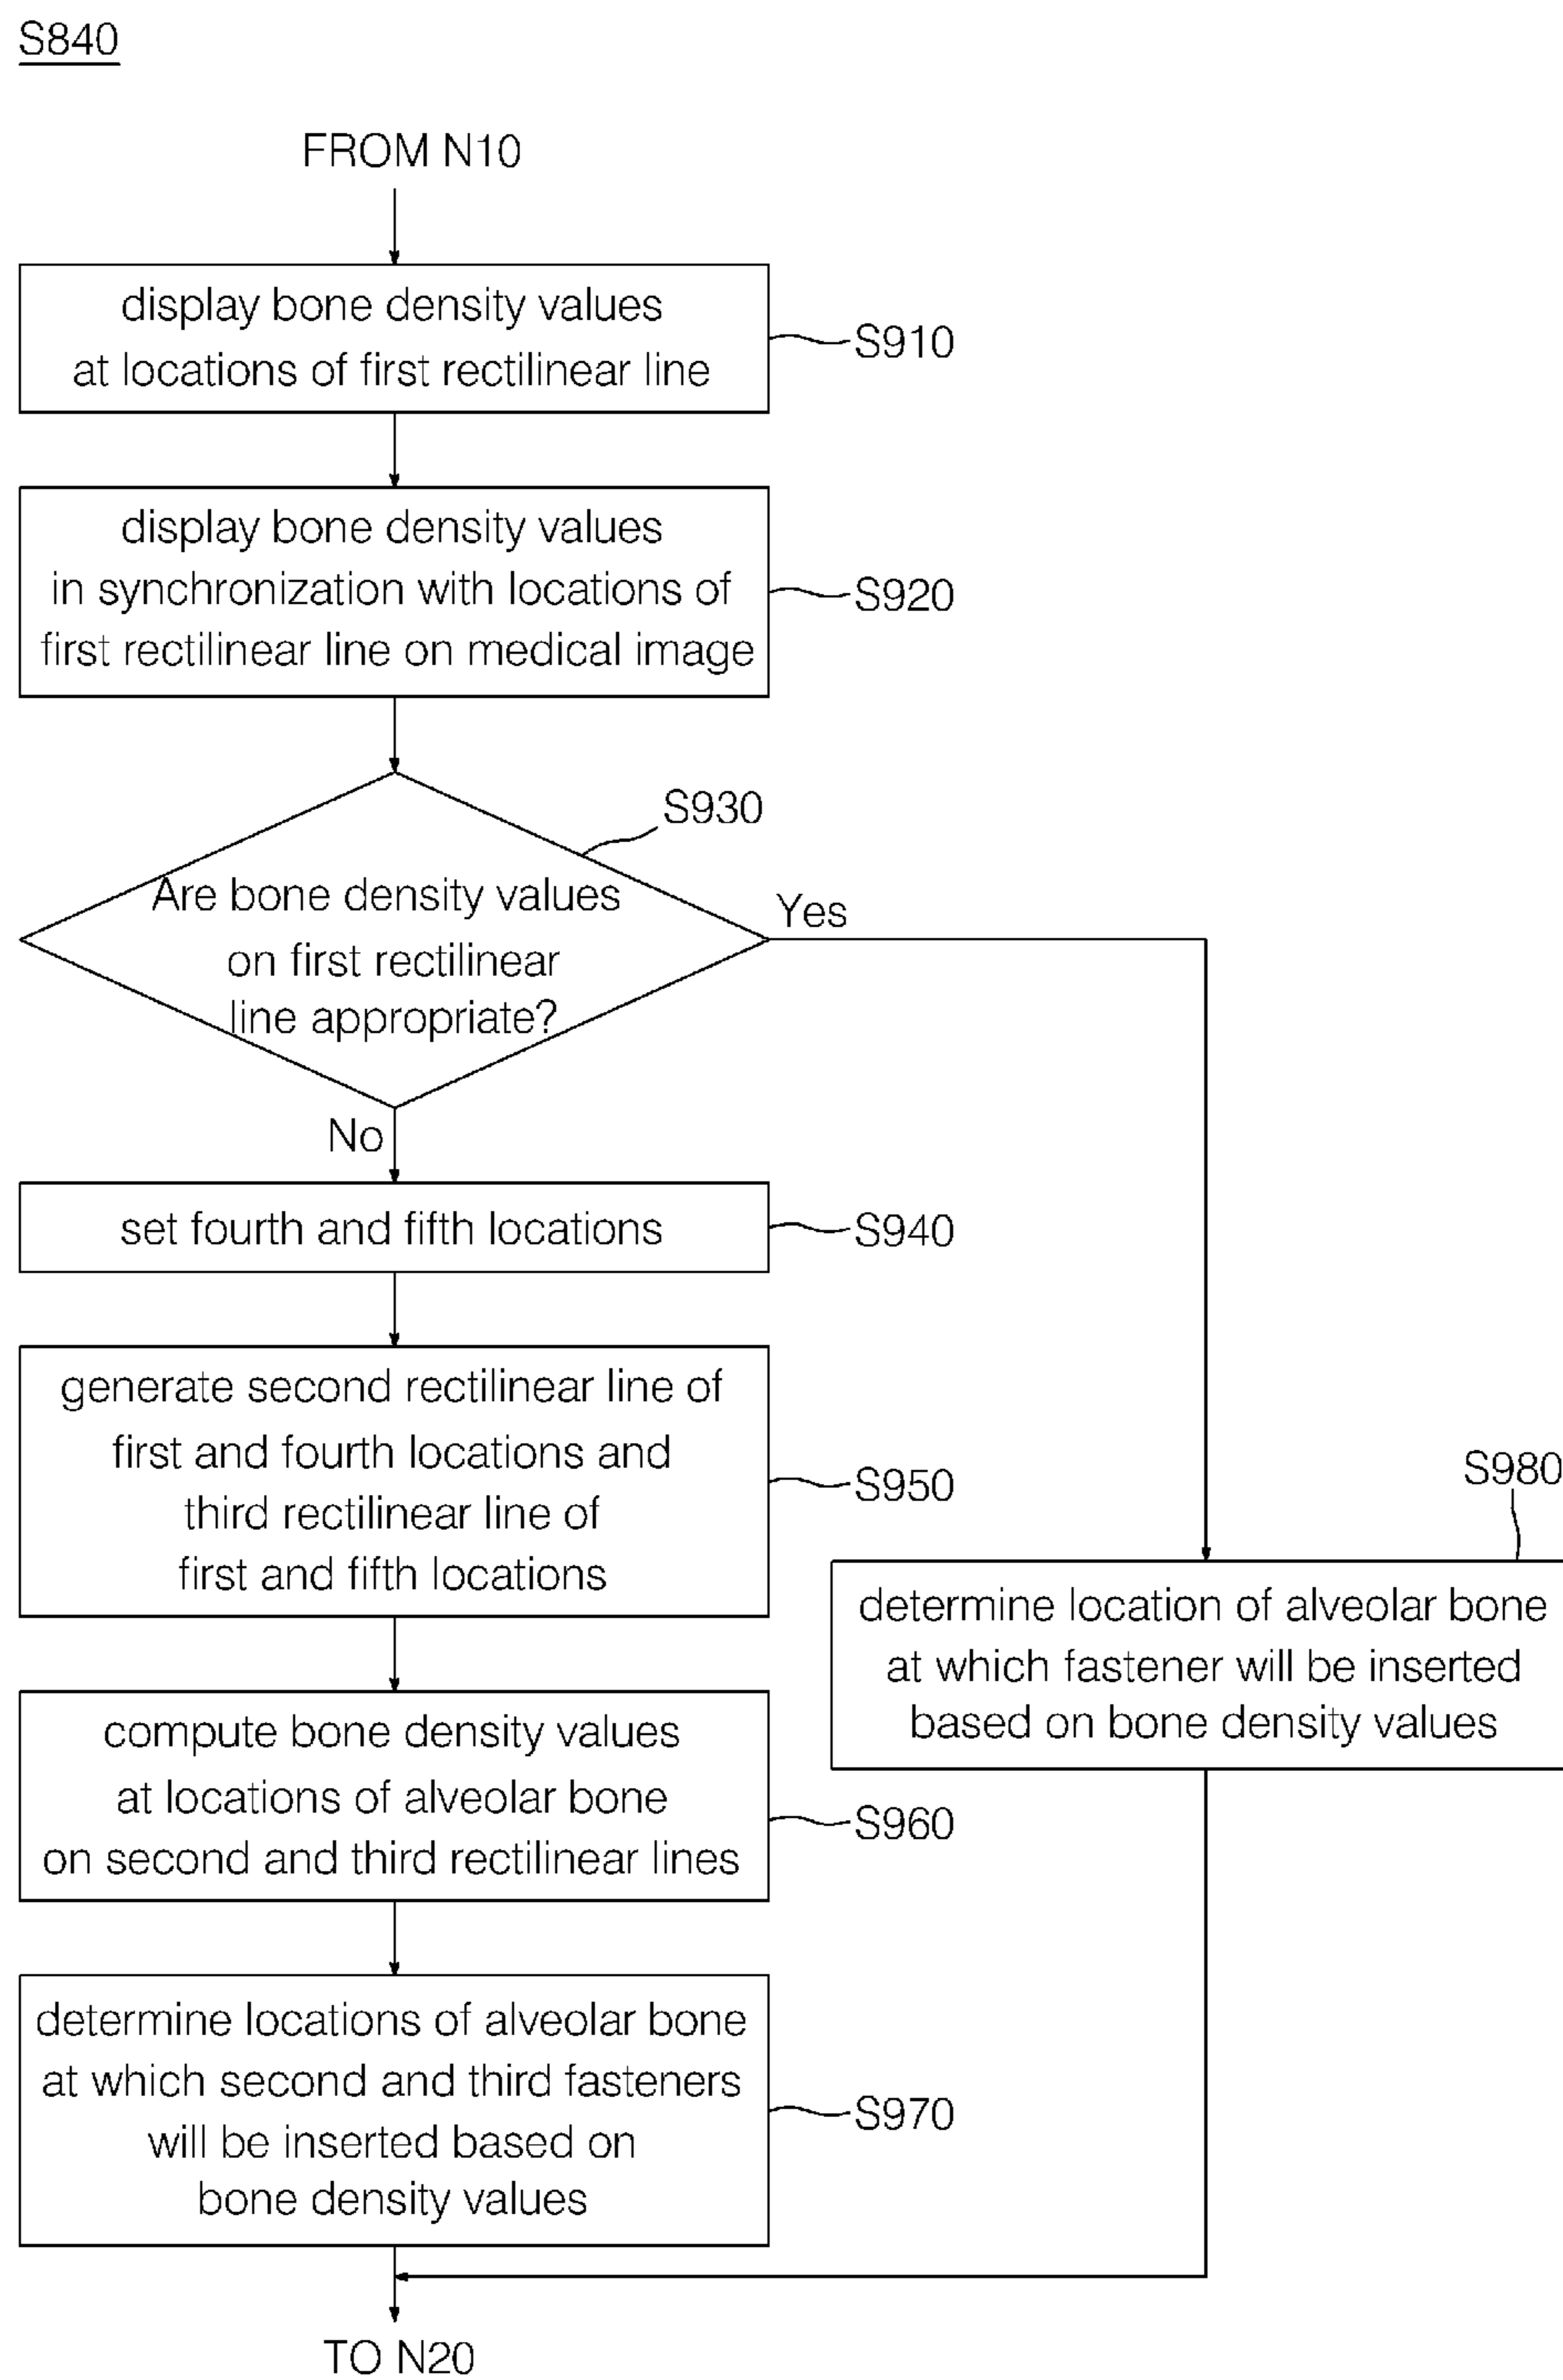 S840
FROM N10
display bone density values
at locations of first rectilinear line
S910
display bone density values
in synchronization with locations of
first rectilinear line on medical image
S920
S930
Are bone density values
on first rectilinear
line appropriate?
Yes
No
set fourth and fifth locations
S940
generate second rectilinear line of
first and fourth locations and
third rectilinear line of
first and fifth locations
S950
S980
determine location of alveolar bone
at which fastener will be inserted
based on bone density values
compute bone density values
at locations of alveolar bone
on second and third rectilinear lines
S960
determine locations of alveolar bone
at which second and third fasteners
will be inserted based on
bone density values
S970
TO N20